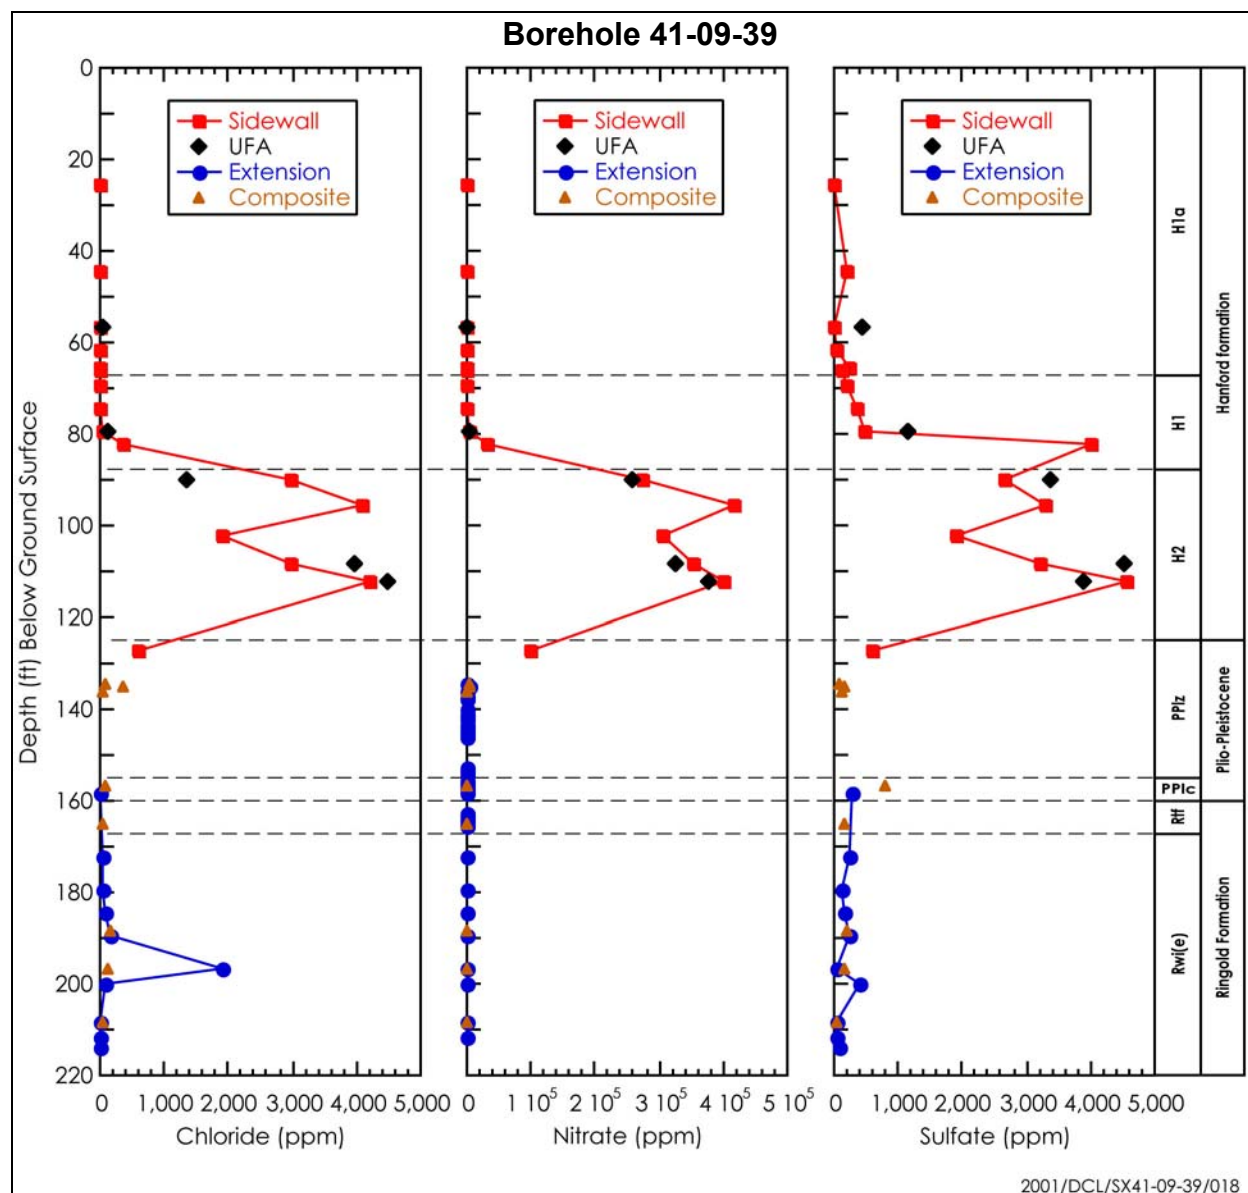 Borehole 41-09-39
Depth (ft) Below Ground Surface
0
20
40
60
80
100
120
140
160
180
200
220
Sidewall
UFA
Extension
Composite
0 1,000 2,000 3,000 4,000 5,000
Chloride (ppm)
Sidewall
UFA
Extension
Composite
0 1 10⁵ 2 10⁵ 3 10⁵ 4 10⁵ 5 10⁵
Nitrate (ppm)
Sidewall
UFA
Extension
Composite
0 1,000 2,000 3,000 4,000 5,000
Sulfate (ppm)
H1a
H1
H2
PPlz
PPlc
Rtf
Rwi(e)
Hanford formation
Plio-Pleistocene
Ringold Formation
2001/DCL/SX41-09-39/018